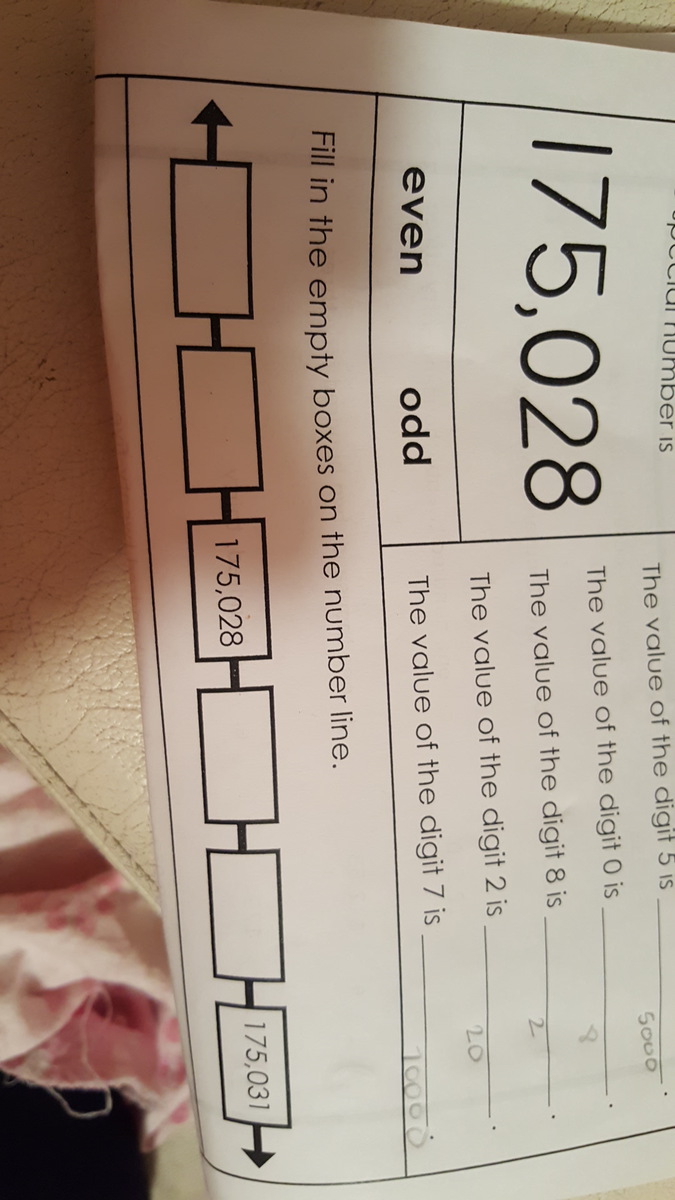 number is
The value of the digit 5 is 5000.
The value of the digit 0 is 8.
175,028
The value of the digit 8 is 2.
The value of the digit 2 is 20.
even odd
The value of the digit 7 is .
Fill in the empty boxes on the number line.
175,028 175,031